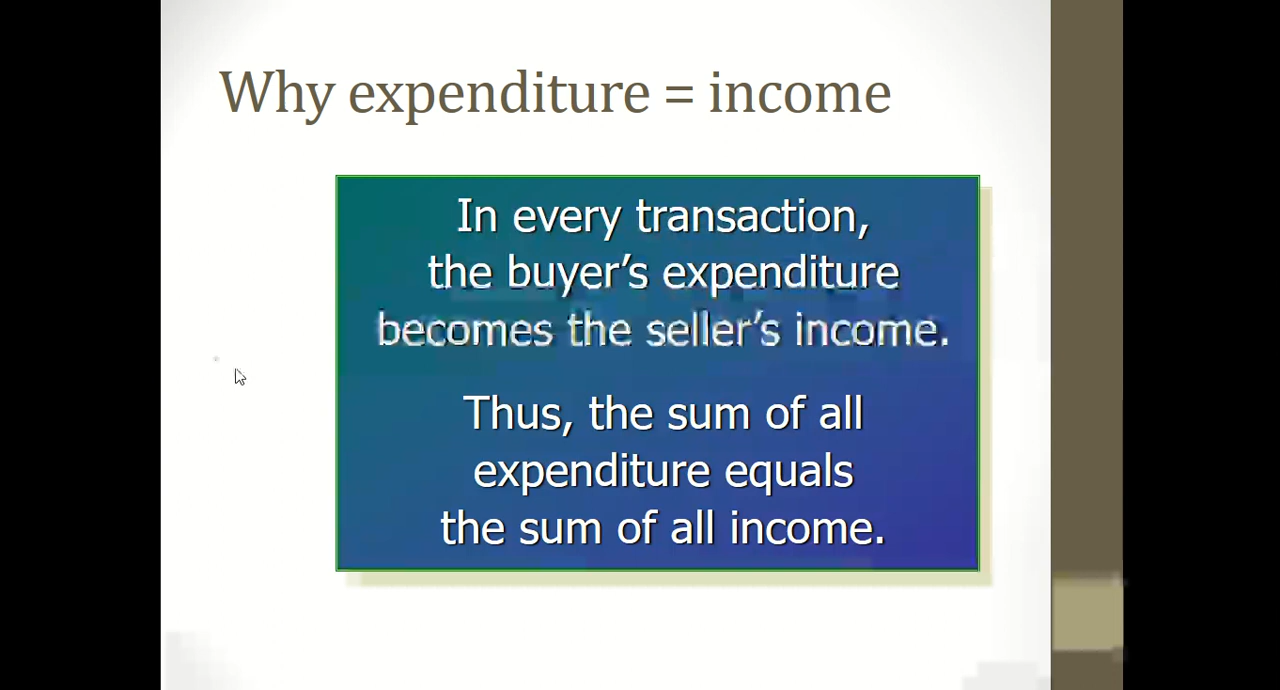 Why expenditure = income
In every transaction,
the buyer’s expenditure
becomes the seller’s income.
Thus, the sum of all
expenditure equals
the sum of all income.